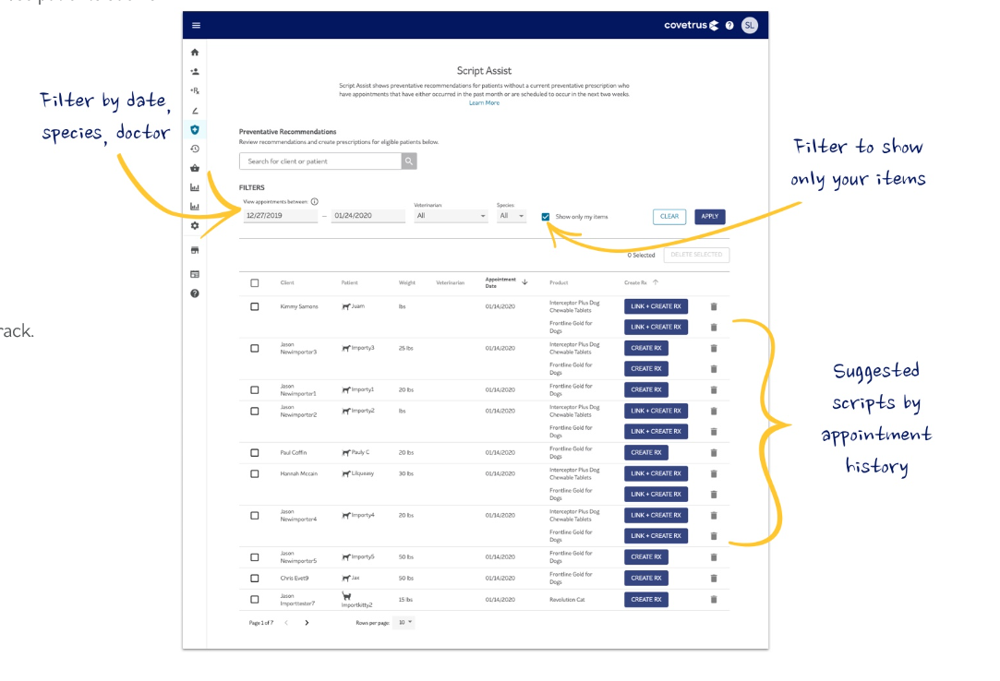 covetrus
SL
Script Assist
Script Assist shows preventative recommendations for patients without a current preventative prescription who
have appointments that have either occurred in the past month or are scheduled to occur in the next two weeks.
Learn More
Filter by date,
species, doctor
Preventative Recommendations
Review recommendations and create prescriptions for eligible patients below.
Search for client or patient
Filter to show
only your items
FILTERS
View appointments between:
Veterinarian:
Species:
12/27/2019 – 01/24/2020 All All Show only my items CLEAR APPLY
0 Selected DELETE SELECTED
Client Patient Weight Veterinarian Appointment Date Product Create Rx
Kimmy Samons Juam lbs 01/14/2020 Interceptor Plus Dog Chewable Tablets LINK + CREATE RX
Frontline Gold for Dogs LINK + CREATE RX
rack.
Jason Newimporter3 Importy3 25 lbs 01/14/2020 Interceptor Plus Dog Chewable Tablets CREATE RX
Frontline Gold for Dogs CREATE RX
Jason Newimporter1 Importy1 20 lbs 01/14/2020 Frontline Gold for Dogs CREATE RX
Jason Newimporter2 Importy2 lbs 01/14/2020 Interceptor Plus Dog Chewable Tablets LINK + CREATE RX
Frontline Gold for Dogs LINK + CREATE RX
Paul Coffin Pauly C 20 lbs 01/14/2020 Frontline Gold for Dogs CREATE RX
Hannah Mccain Lilqueasy 30 lbs 01/14/2020 Interceptor Plus Dog Chewable Tablets LINK + CREATE RX
Frontline Gold for Dogs LINK + CREATE RX
Jason Newimporter4 Importy4 20 lbs 01/14/2020 Interceptor Plus Dog Chewable Tablets LINK + CREATE RX
Frontline Gold for Dogs LINK + CREATE RX
Jason Newimporter5 Importy5 50 lbs 01/14/2020 Frontline Gold for Dogs CREATE RX
Chris Evet9 Jax 50 lbs 01/14/2020 Frontline Gold for Dogs CREATE RX
Jason Importtester7 Importkitty2 15 lbs 01/14/2020 Revolution Cat CREATE RX
Page 1 of 7 Rows per page: 10
Suggested
scripts by
appointment
history